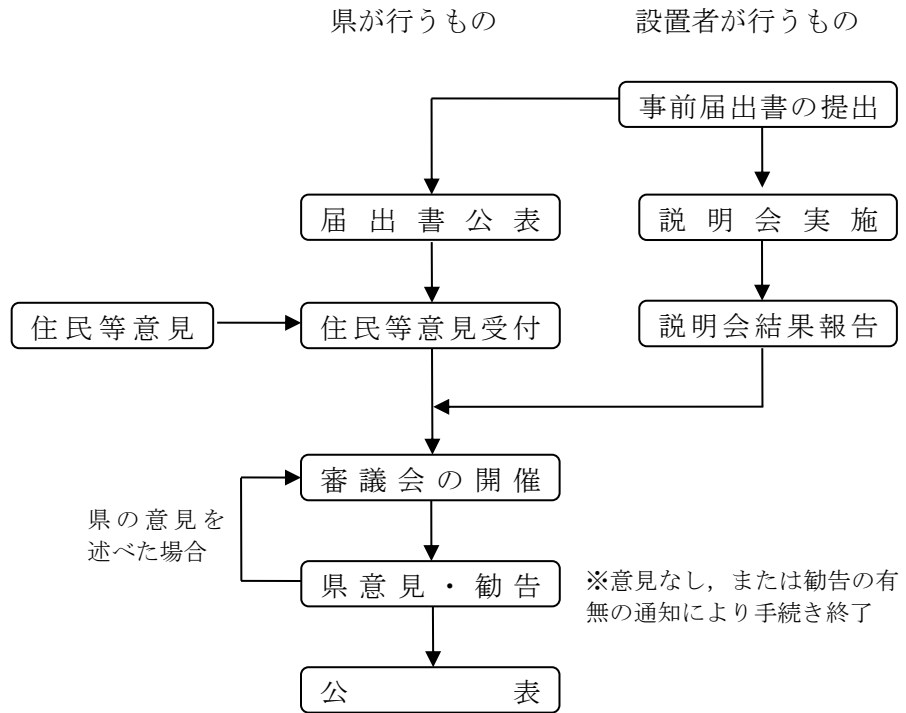 県が行うもの
設置者が行うもの
事前届出書の提出
届出書公表
説明会実施
住民等意見
住民等意見受付
説明会結果報告
審議会の開催
県の意見を
述べた場合
県意見・勧告
※意見なし，または勧告の有
無の通知により手続き終了
公表